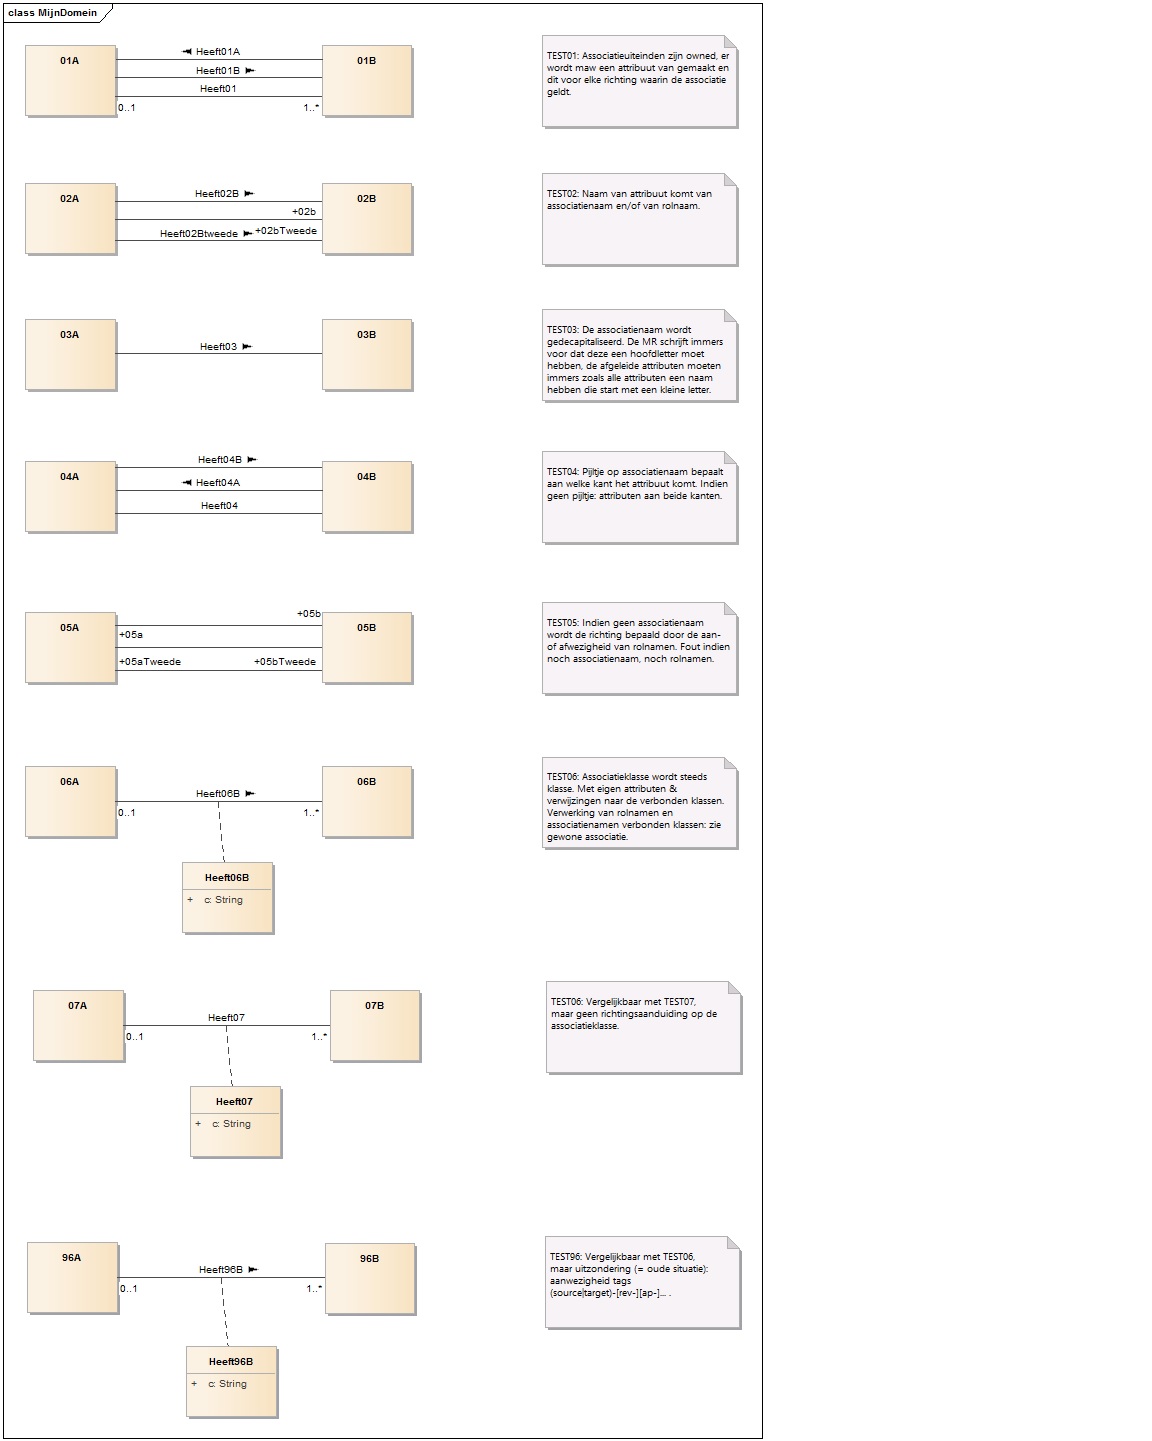 class MijnDomein
01A
Heeft01A
Heeft01B
Heeft01
0..1
1..*
01B
TEST01: Associatieuiteinden zijn owned, er
wordt maw een attribuut van gemaakt en
dit voor elke richting waarin de associatie
geldt.
02A
Heeft02B
+02b
Heeft02Btweede
+02bTweede
02B
TEST02: Naam van attribuut komt van
associatienaam en/of van rolnaam.
03A
Heeft03
03B
TEST03: De associatienaam wordt
gedecapitaliseerd. De MR schrijft immers
voor dat deze een hoofdletter moet
hebben, de afgeleide attributen moeten
immers zoals alle attributen een naam
hebben die start met een kleine letter.
04A
Heeft04B
Heeft04A
Heeft04
04B
TEST04: Pijltje op associatienaam bepaalt
aan welke kant het attribuut komt. Indien
geen pijltje: attributen aan beide kanten.
05A
+05b
+05a
+05aTweede
+05bTweede
05B
TEST05: Indien geen associatienaam
wordt de richting bepaald door de aan-
of afwezigheid van rolnamen. Fout indien
noch associatienaam, noch rolnamen.
06A
Heeft06B
0..1
1..*
06B
Heeft06B
+ c: String
TEST06: Associatieklasse wordt steeds
klasse. Met eigen attributen &
verwijzingen naar de verbonden klassen.
Verwerking van rolnamen en
associatienamen verbonden klassen: zie
gewone associatie.
07A
Heeft07
0..1
1..*
07B
Heeft07
+ c: String
TEST06: Vergelijkbaar met TEST07,
maar geen richtingsaanduiding op de
associatieklasse.
96A
Heeft96B
0..1
1..*
96B
Heeft96B
+ c: String
TEST96: Vergelijkbaar met TEST06,
maar uitzondering (= oude situatie):
aanwezigheid tags
(source|target)-[rev-][ap-]... .